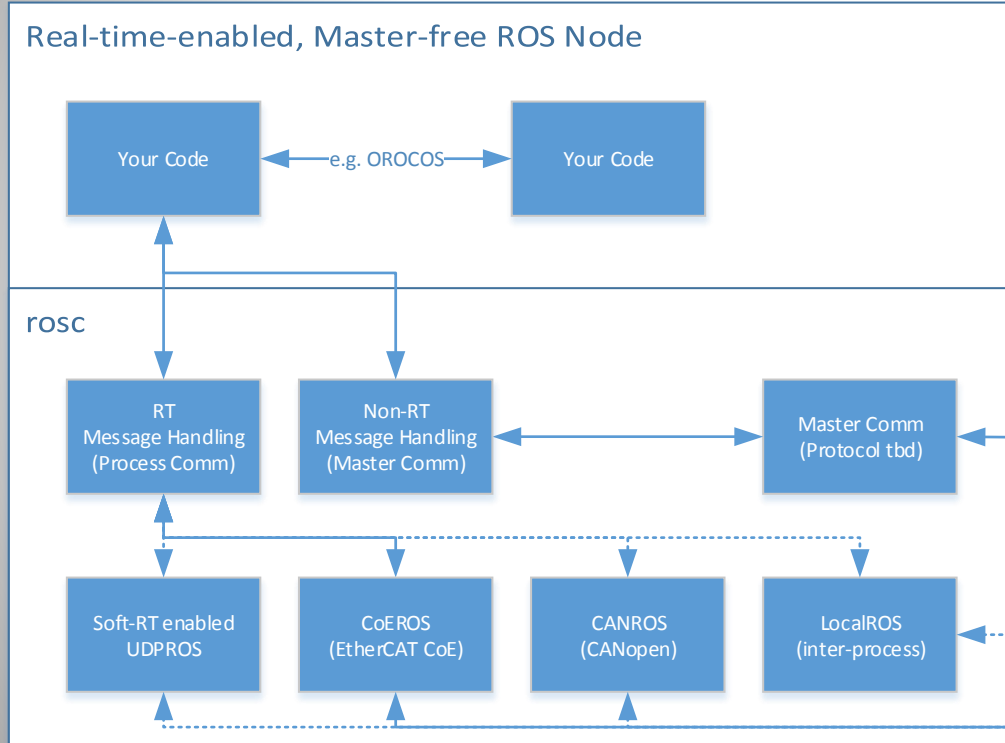 Real-time-enabled, Master-free ROS Node
Your Code
e.g. OROCOS
Your Code
rosc
RT
Message Handling
(Process Comm)
Non-RT
Message Handling
(Master Comm)
Master Comm
(Protocol tbd)
Soft-RT enabled
UDPROS
CoEROS
(EtherCAT CoE)
CANROS
(CANopen)
LocalROS
(inter-process)